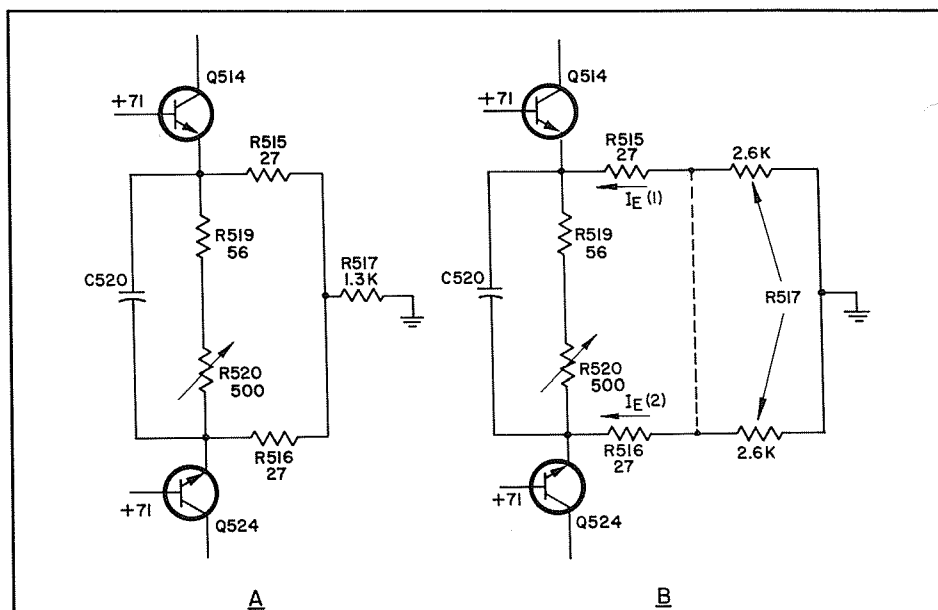 Q514
+71
R515
27
R519
56
C520
R517
1.3K
R520
500
R516
27
+71
Q524
A
Q514
+71
R515
27
2.6K
IE(1)
R519
56
C520
R517
R520
500
IE(2)
R516
27
2.6K
+71
Q524
B